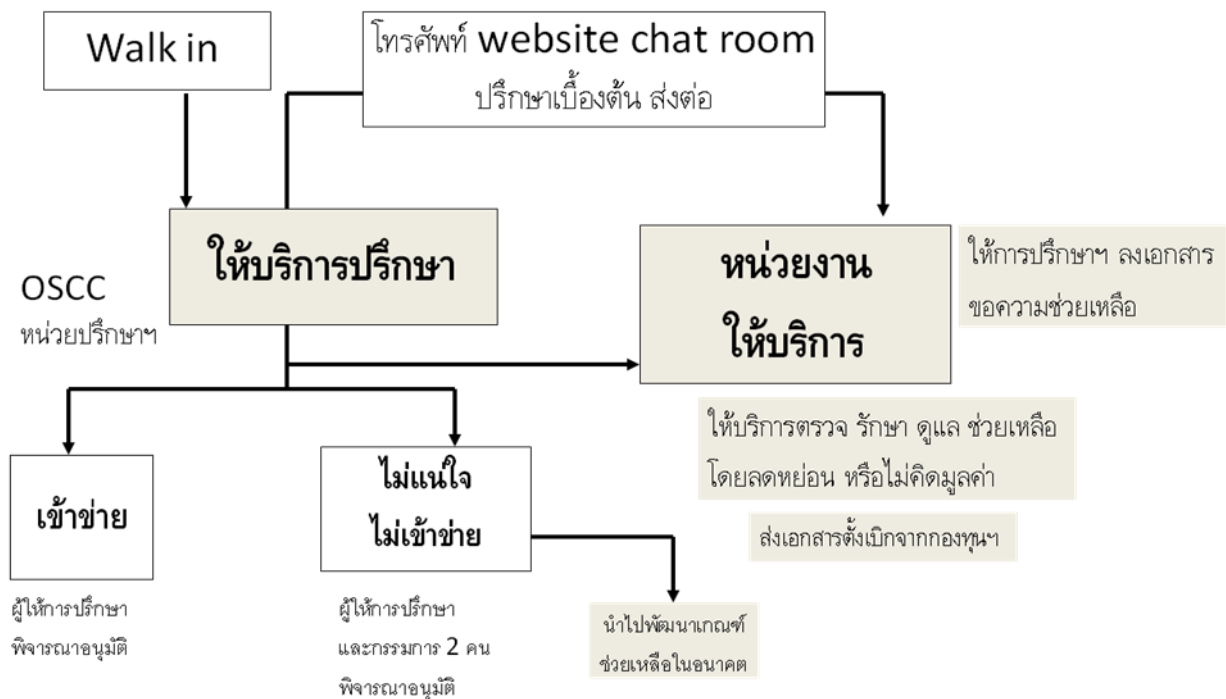 Walk in
โทรศัพท์ website chat room
ปรึกษาเบื้องต้น ส่งต่อ
ให้บริการปรึกษา
OSCC
หน่วยปรึกษาฯ
หน่วยงาน
ให้บริการ
ให้การปรึกษาฯ ลงเอกสาร
ขอความช่วยเหลือ
ให้บริการตรวจ รักษา ดูแล ช่วยเหลือ
โดยลดหย่อน หรือไม่คิดมูลค่า
ส่งเอกสารตั้งเบิกจากกองทุนฯ
เข้าข่าย
ไม่แน่ใจ
ไม่เข้าข่าย
ผู้ให้การปรึกษา
พิจารณาอนุมัติ
ผู้ให้การปรึกษา
และกรรมการ 2 คน
พิจารณาอนุมัติ
นำไปพัฒนาเกณฑ์
ช่วยเหลือในอนาคต